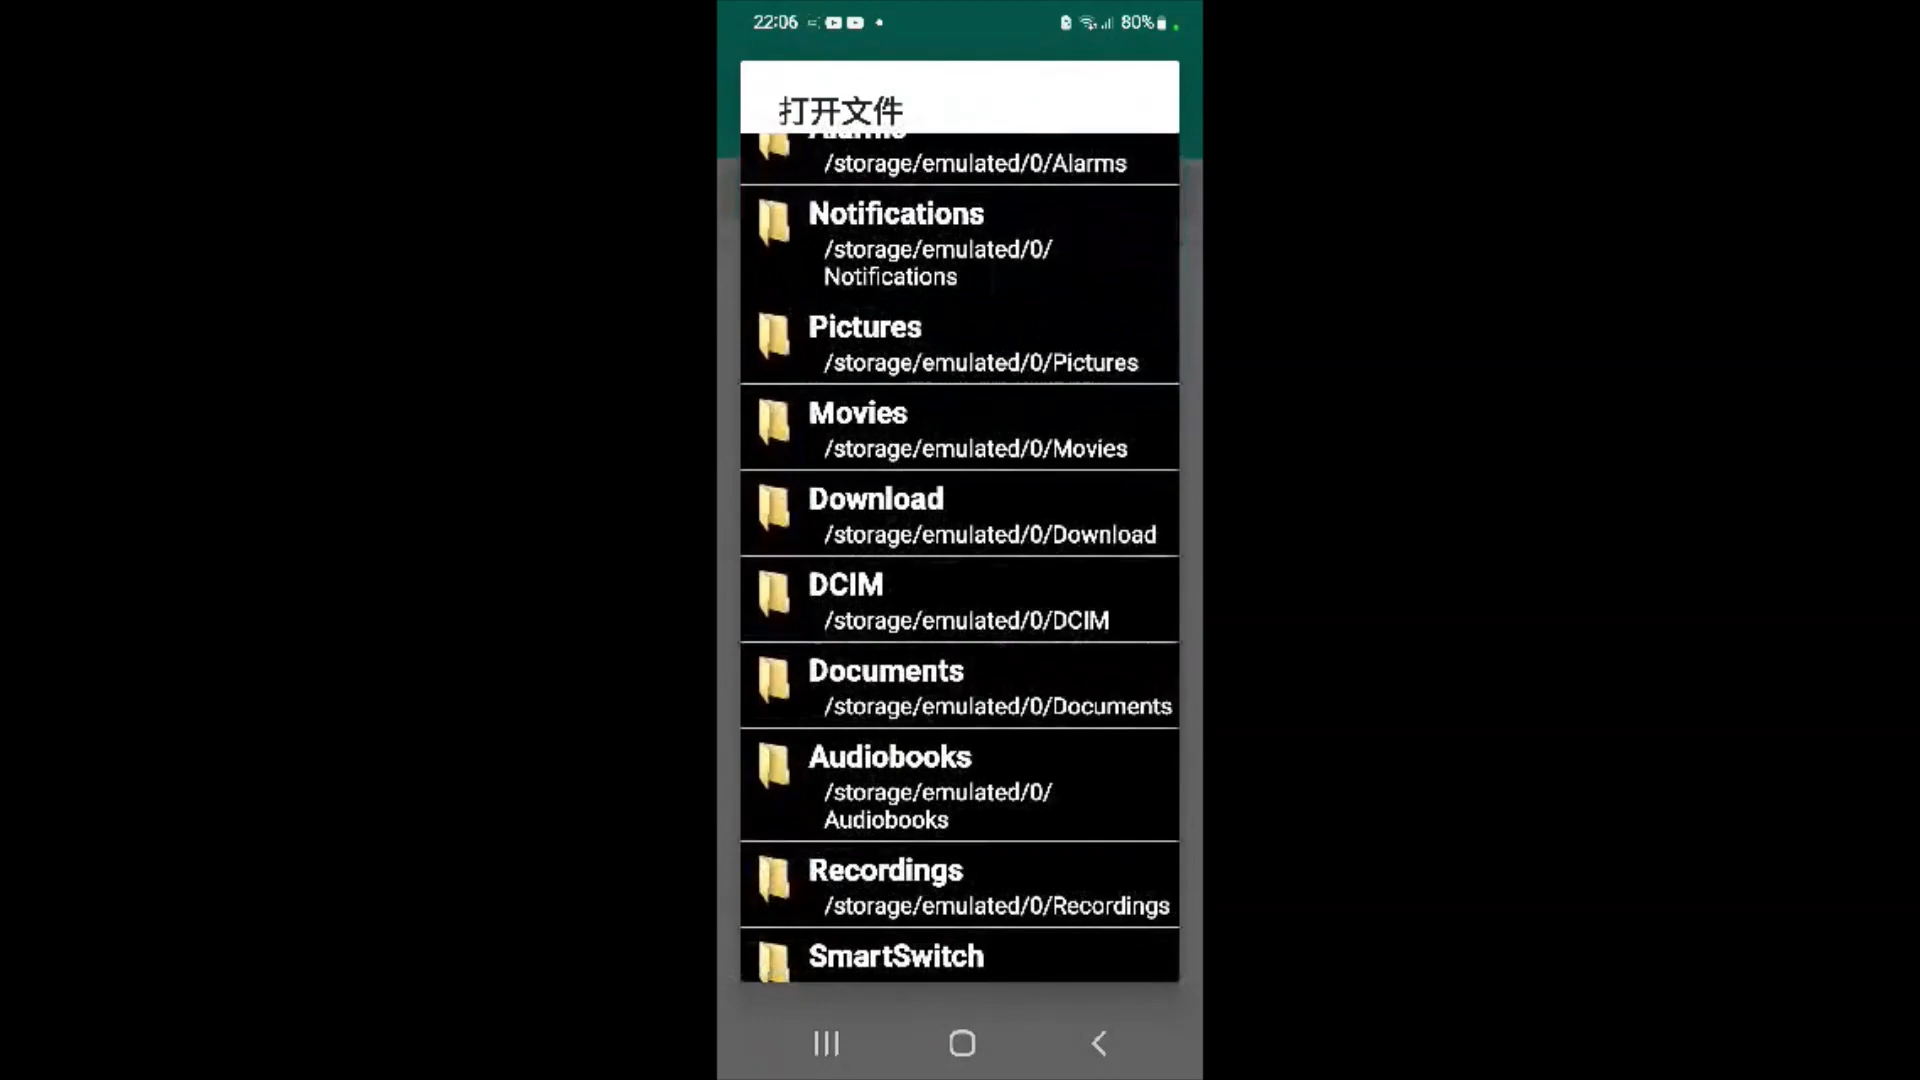 22:06
80%
打开文件
Alarms
/storage/emulated/0/Alarms
Notifications
/storage/emulated/0/
Notifications
Pictures
/storage/emulated/0/Pictures
Movies
/storage/emulated/0/Movies
Download
/storage/emulated/0/Download
DCIM
/storage/emulated/0/DCIM
Documents
/storage/emulated/0/Documents
Audiobooks
/storage/emulated/0/
Audiobooks
Recordings
/storage/emulated/0/Recordings
SmartSwitch